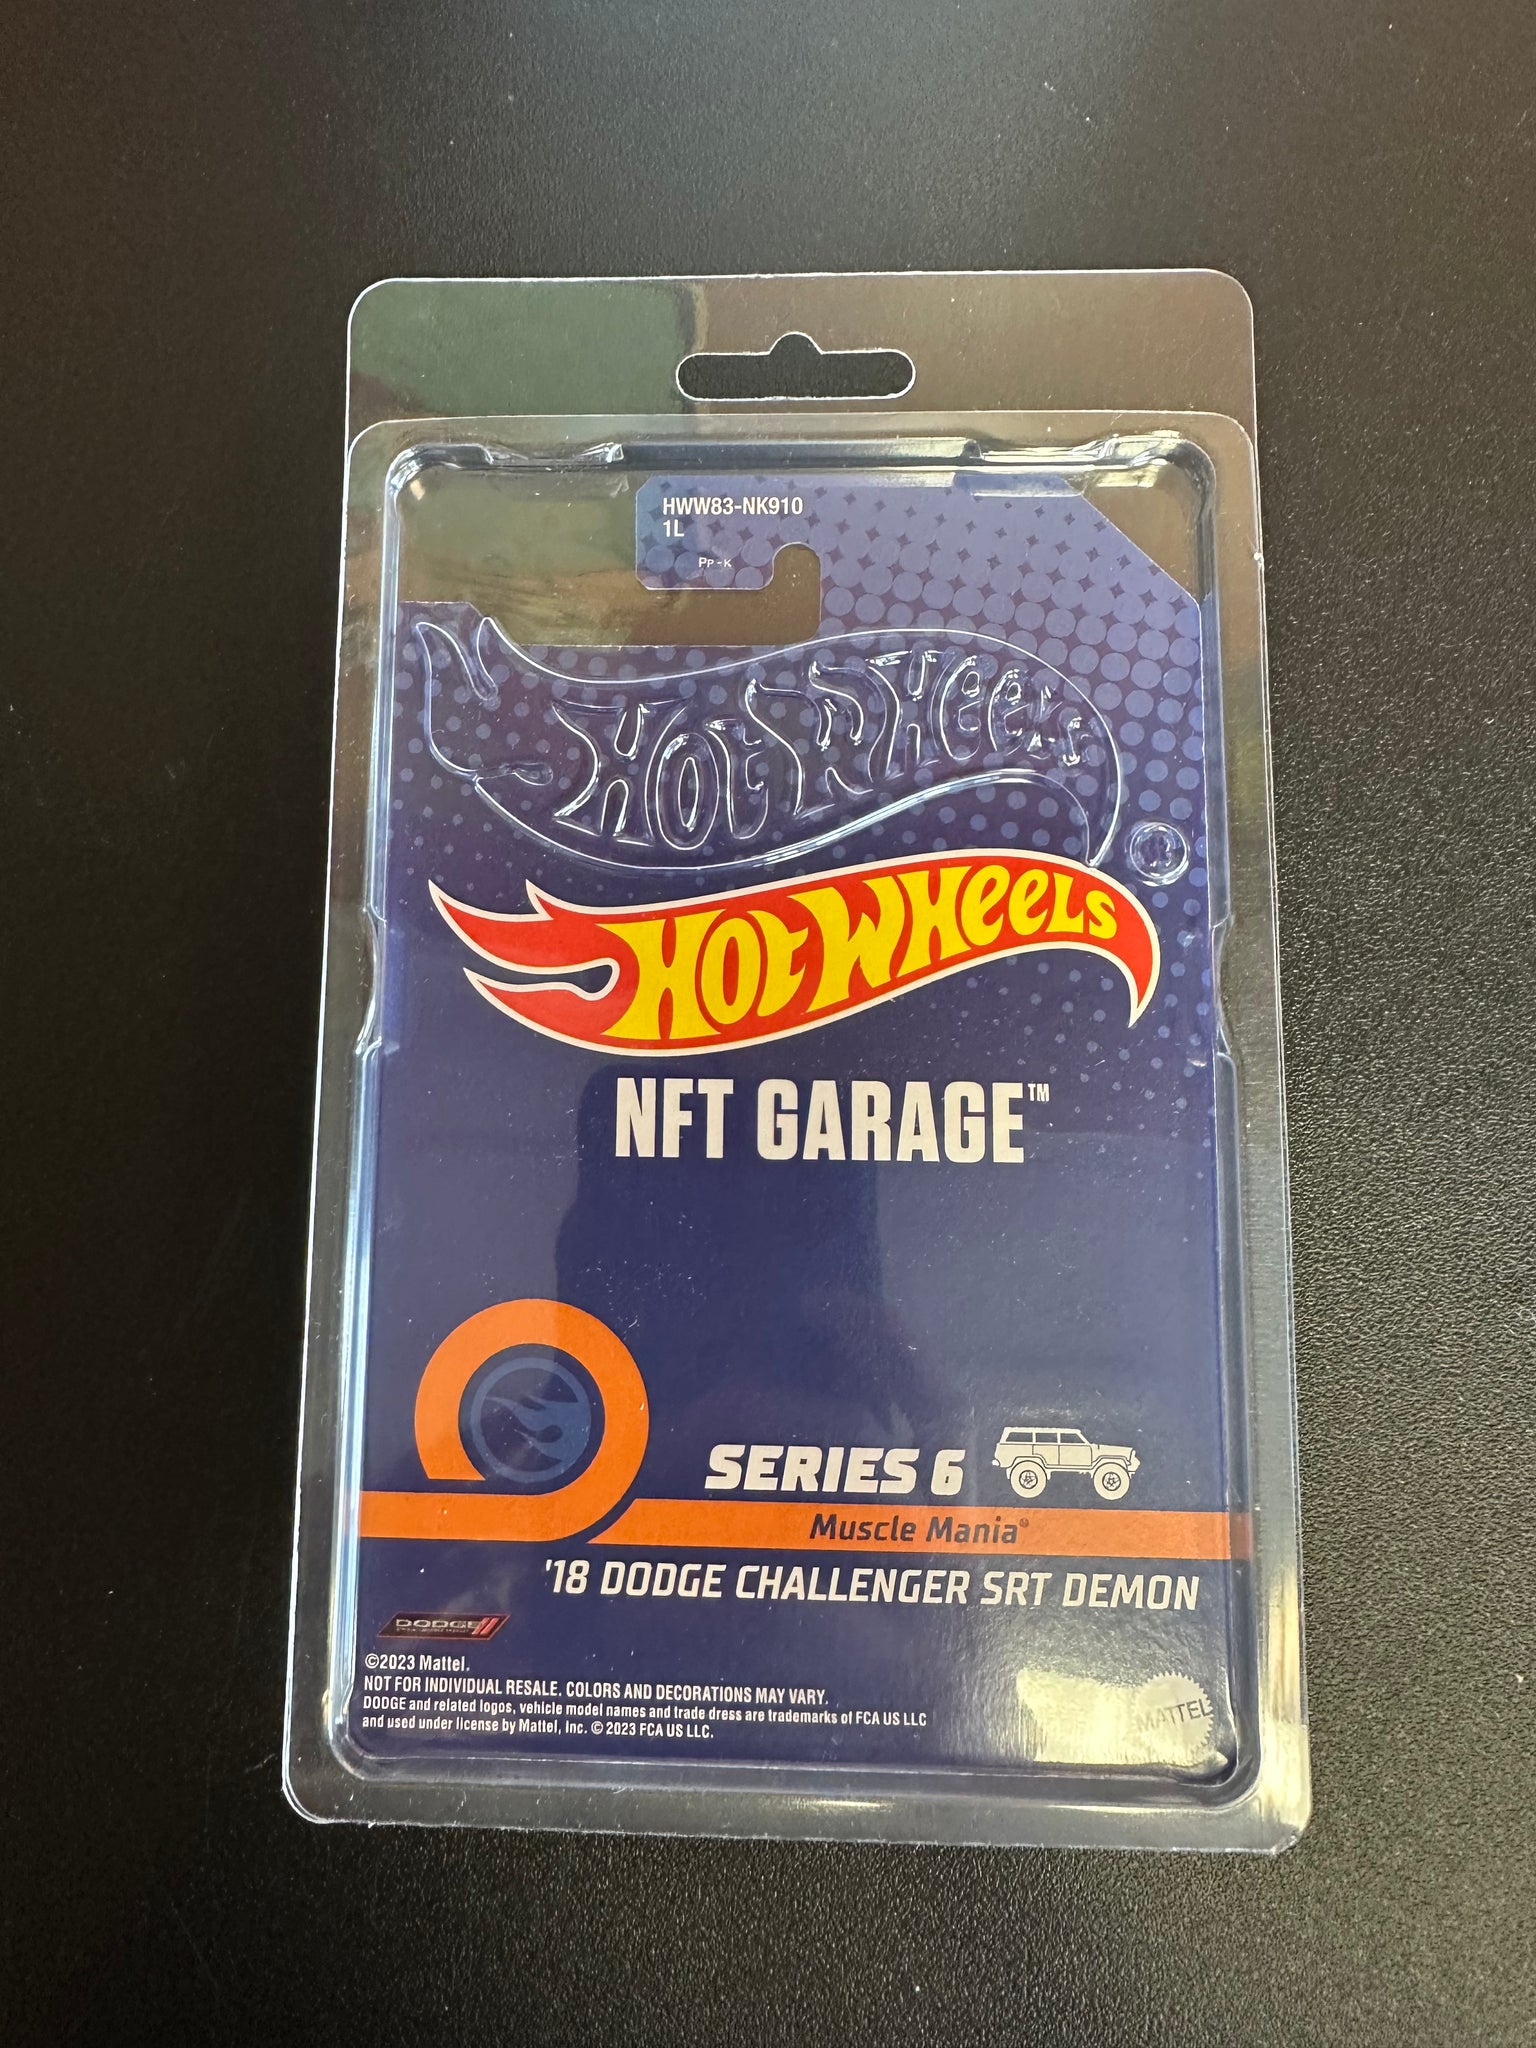 HWW83-NK910
1L
PP-K
HOT WHEELS
HOT WHEELS
NFT GARAGE™
SERIES 6
Muscle Mania®
'18 DODGE CHALLENGER SRT DEMON
DODGE
©2023 Mattel.
NOT FOR INDIVIDUAL RESALE. COLORS AND DECORATIONS MAY VARY.
DODGE and related logos, vehicle model names and trade dress are trademarks of FCA US LLC
and used under license by Mattel, Inc. © 2023 FCA US LLC.
MATTEL